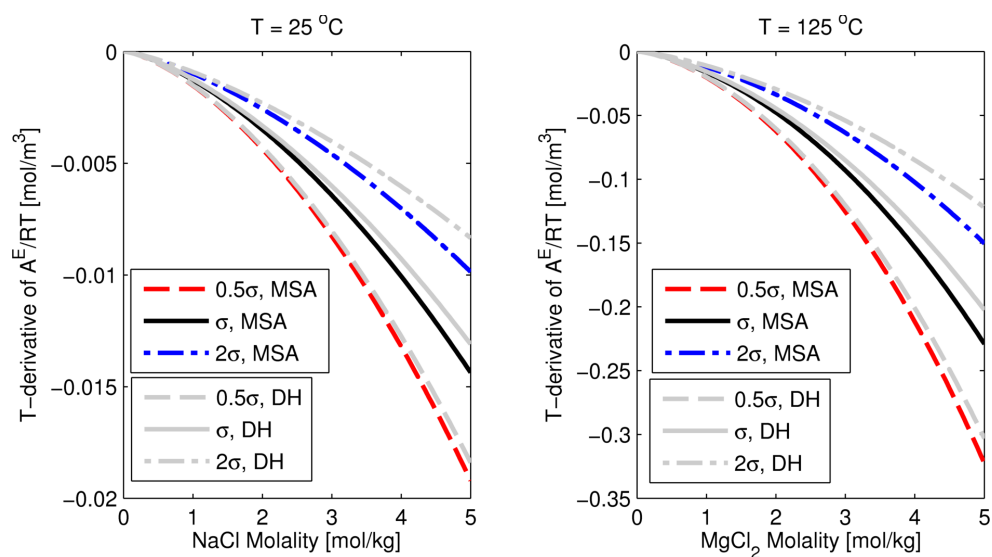 T = 25 °C
T-derivative of A^E/RT [mol/m^3]
0
-0.005
-0.01
-0.015
-0.02
0.5σ, MSA
σ, MSA
2σ, MSA
0.5σ, DH
σ, DH
2σ, DH
0 1 2 3 4 5
NaCl Molality [mol/kg]
T = 125 °C
T-derivative of A^E/RT [mol/m^3]
0
-0.05
-0.1
-0.15
-0.2
-0.25
-0.3
-0.35
0.5σ, MSA
σ, MSA
2σ, MSA
0.5σ, DH
σ, DH
2σ, DH
0 1 2 3 4 5
MgCl_2 Molality [mol/kg]